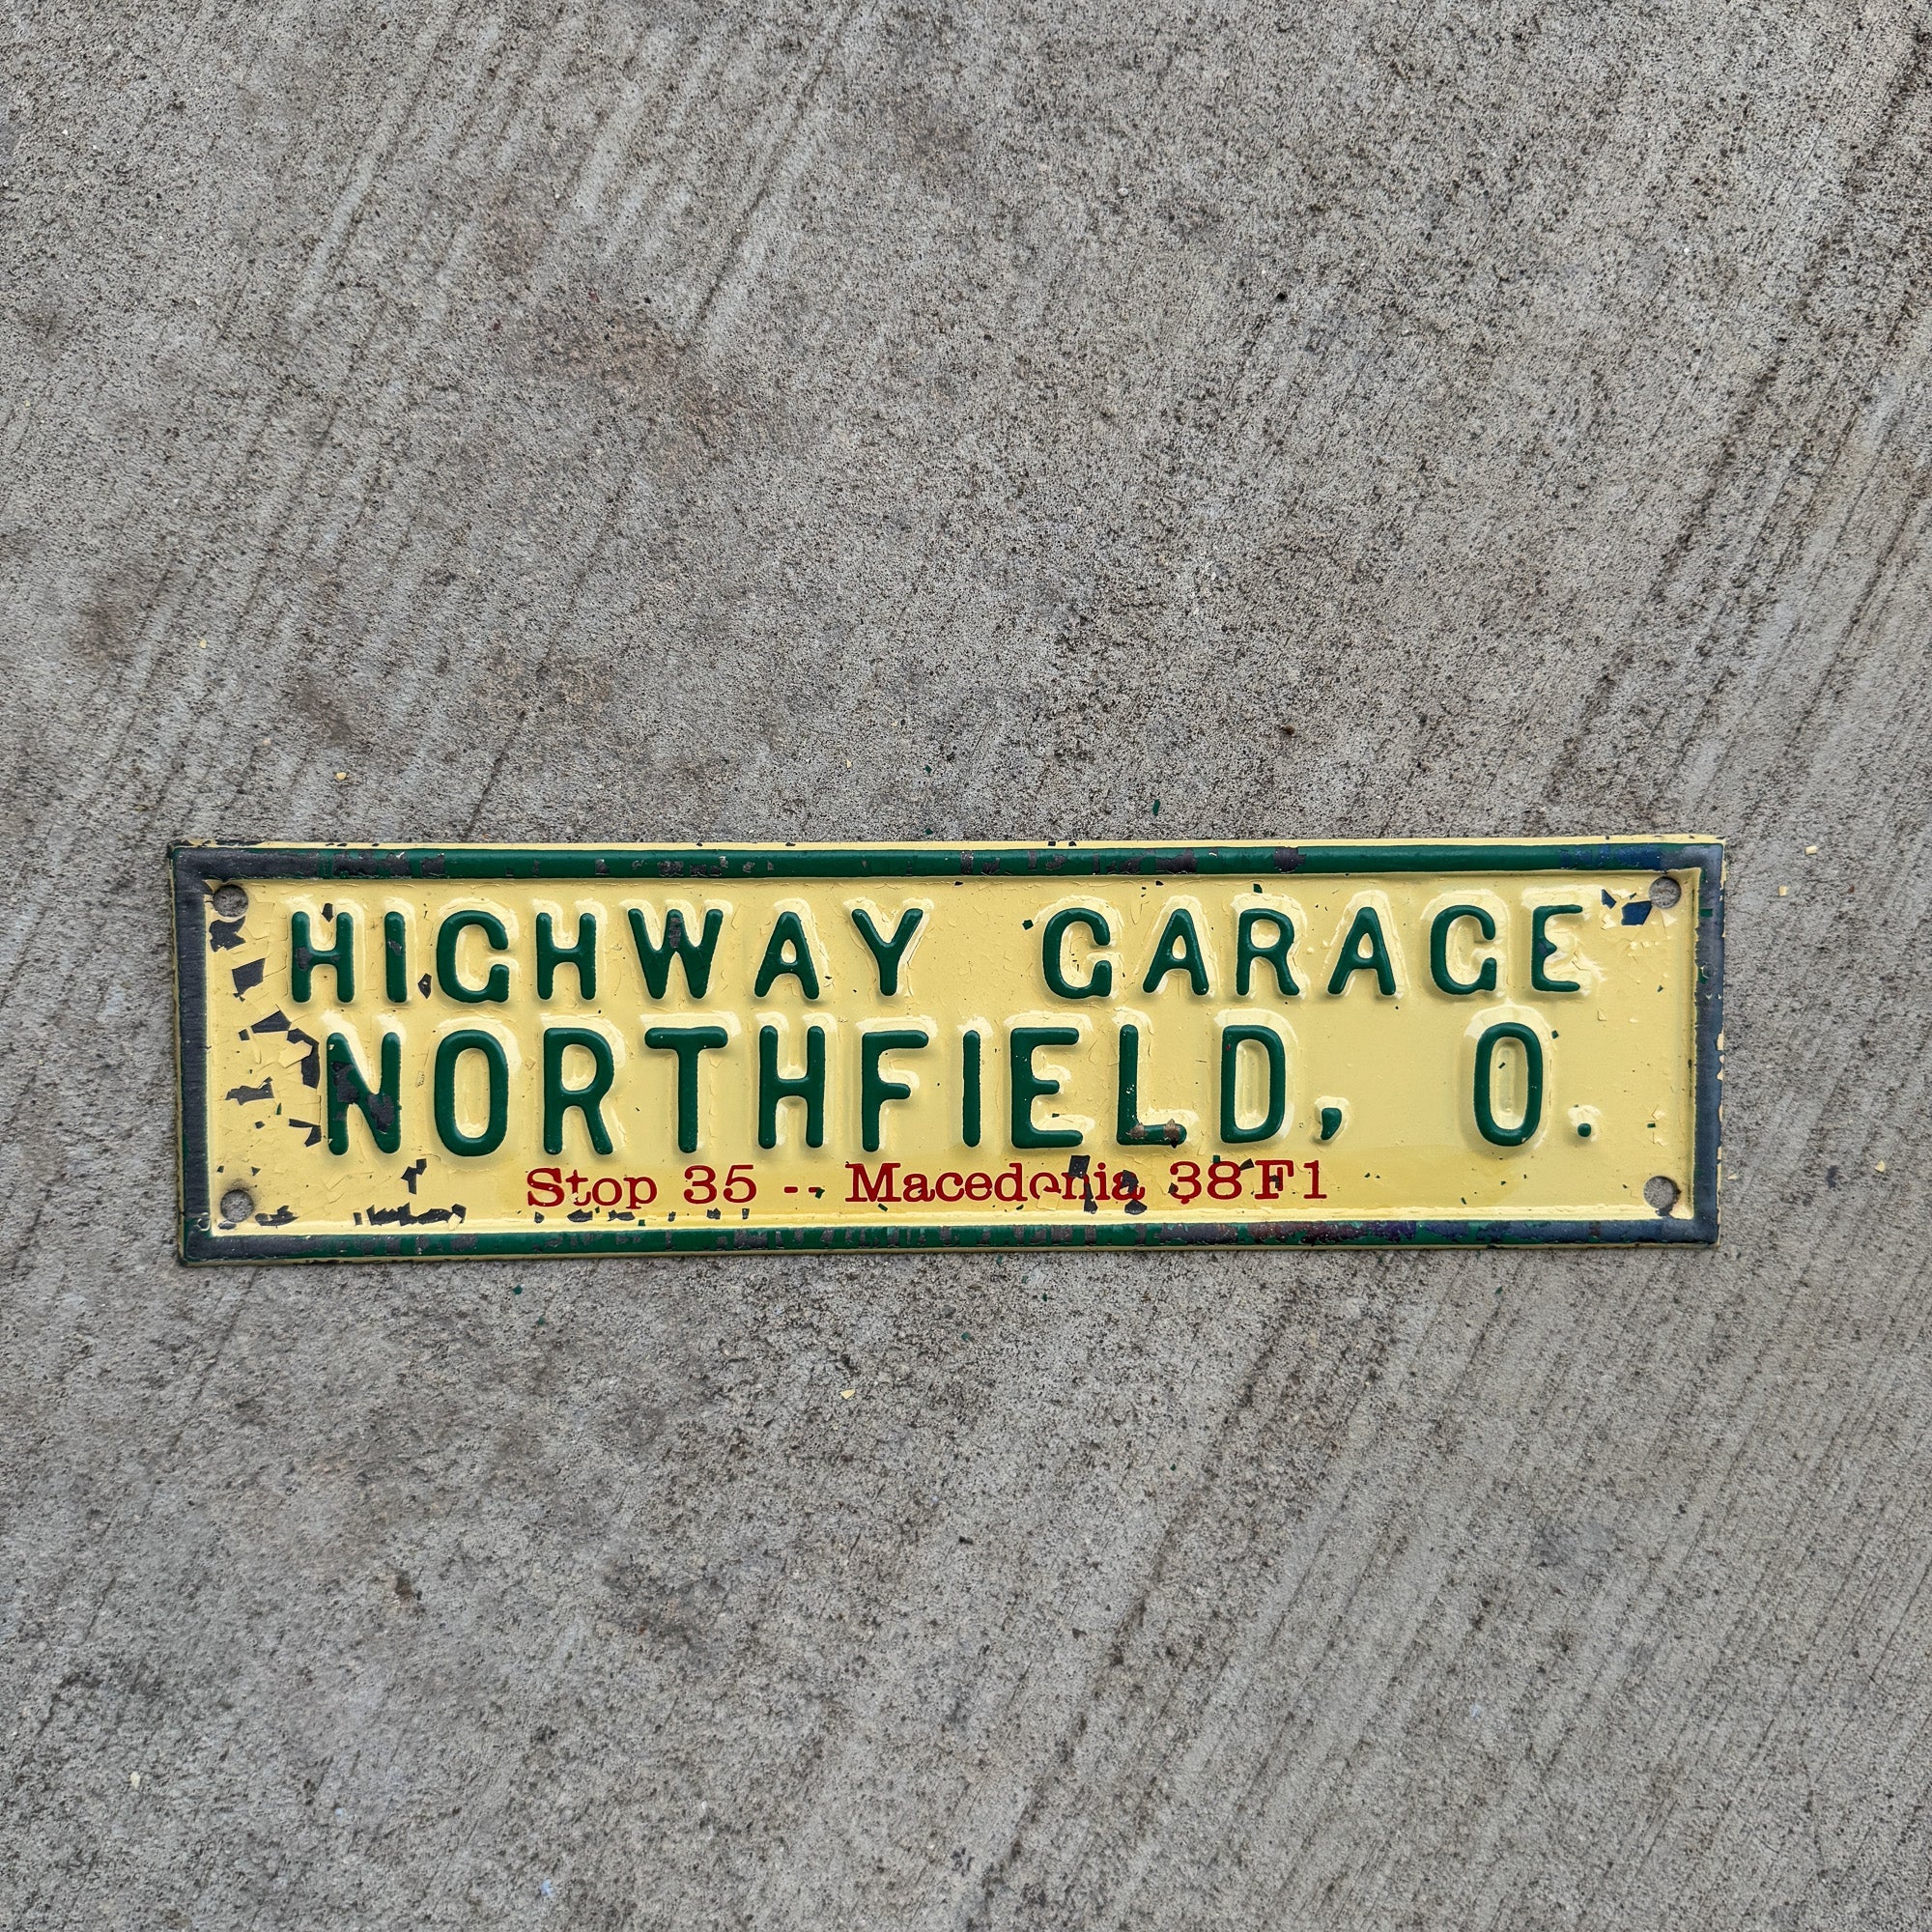 HIGHWAY GARAGE
NORTHFIELD, O.
Stop 35 -- Macedonia 38F1